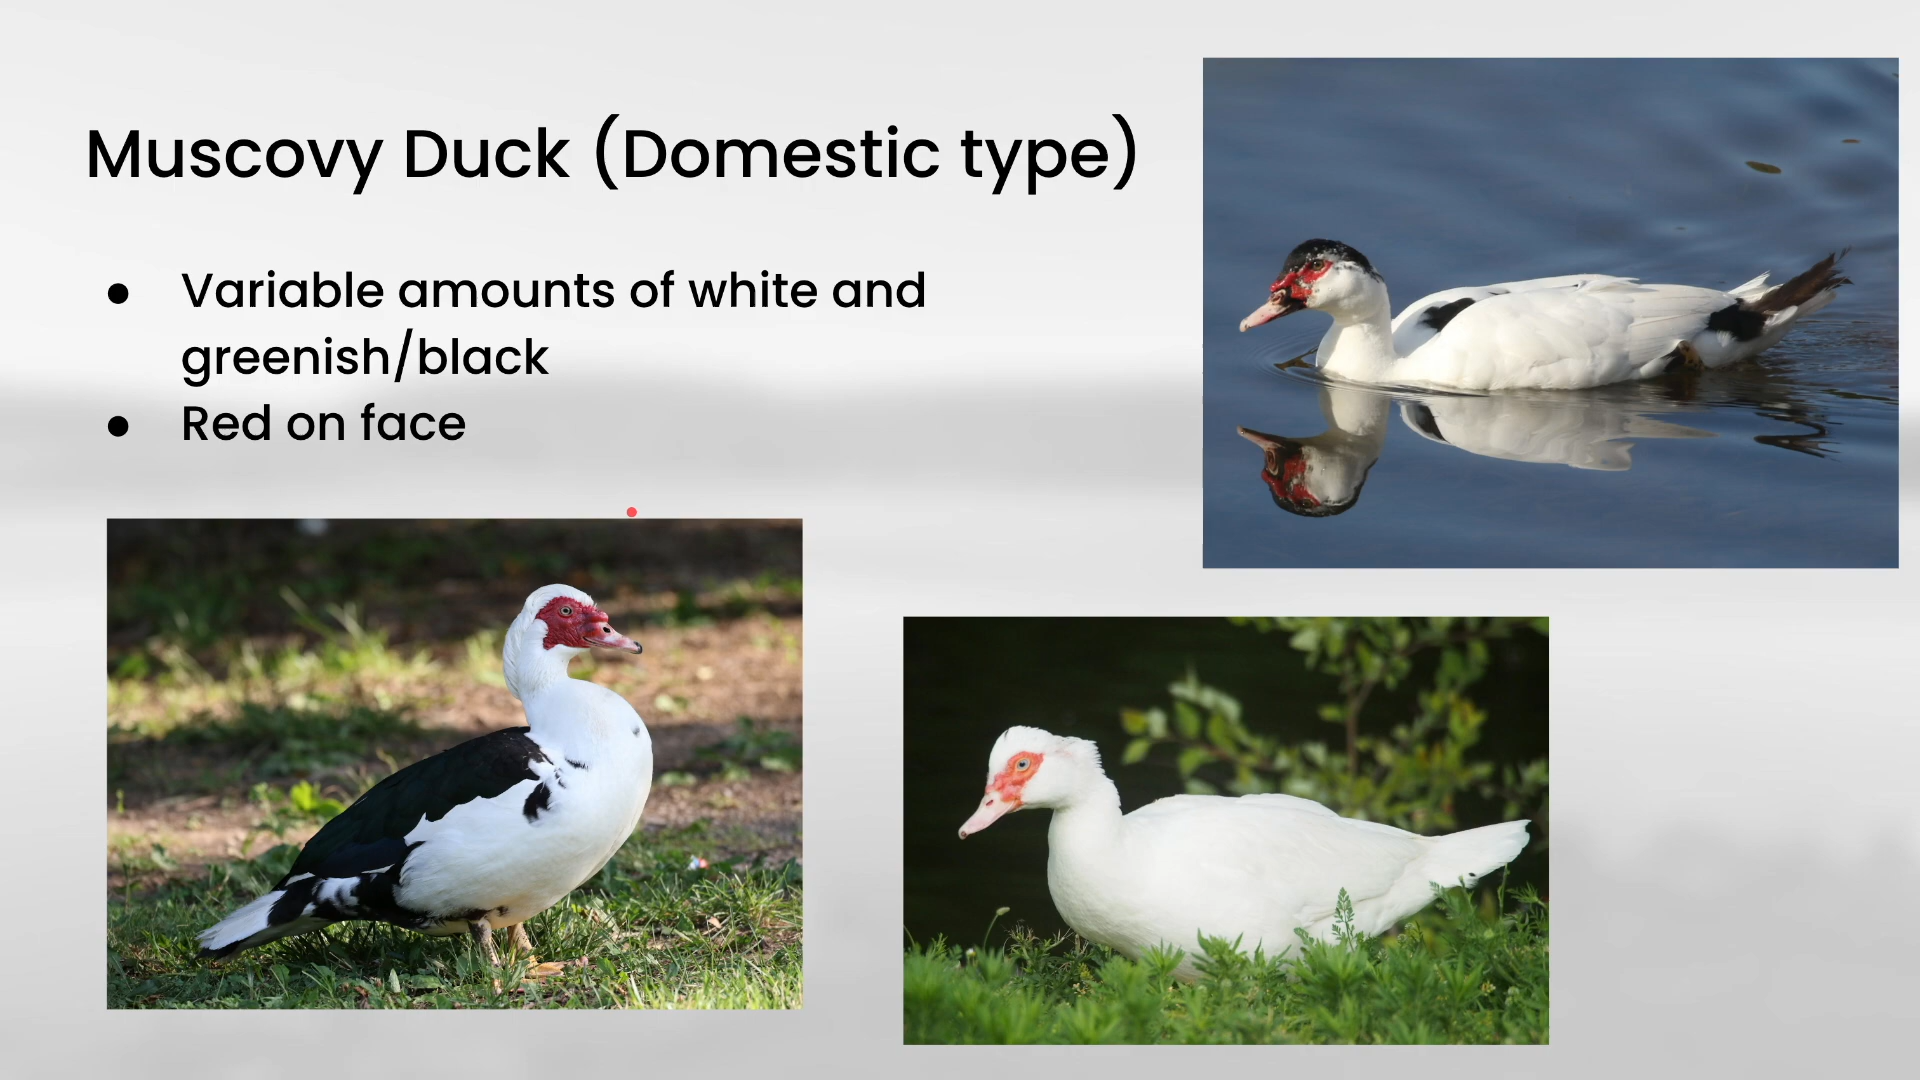 Muscovy Duck (Domestic type)
● Variable amounts of white and
greenish/black
● Red on face